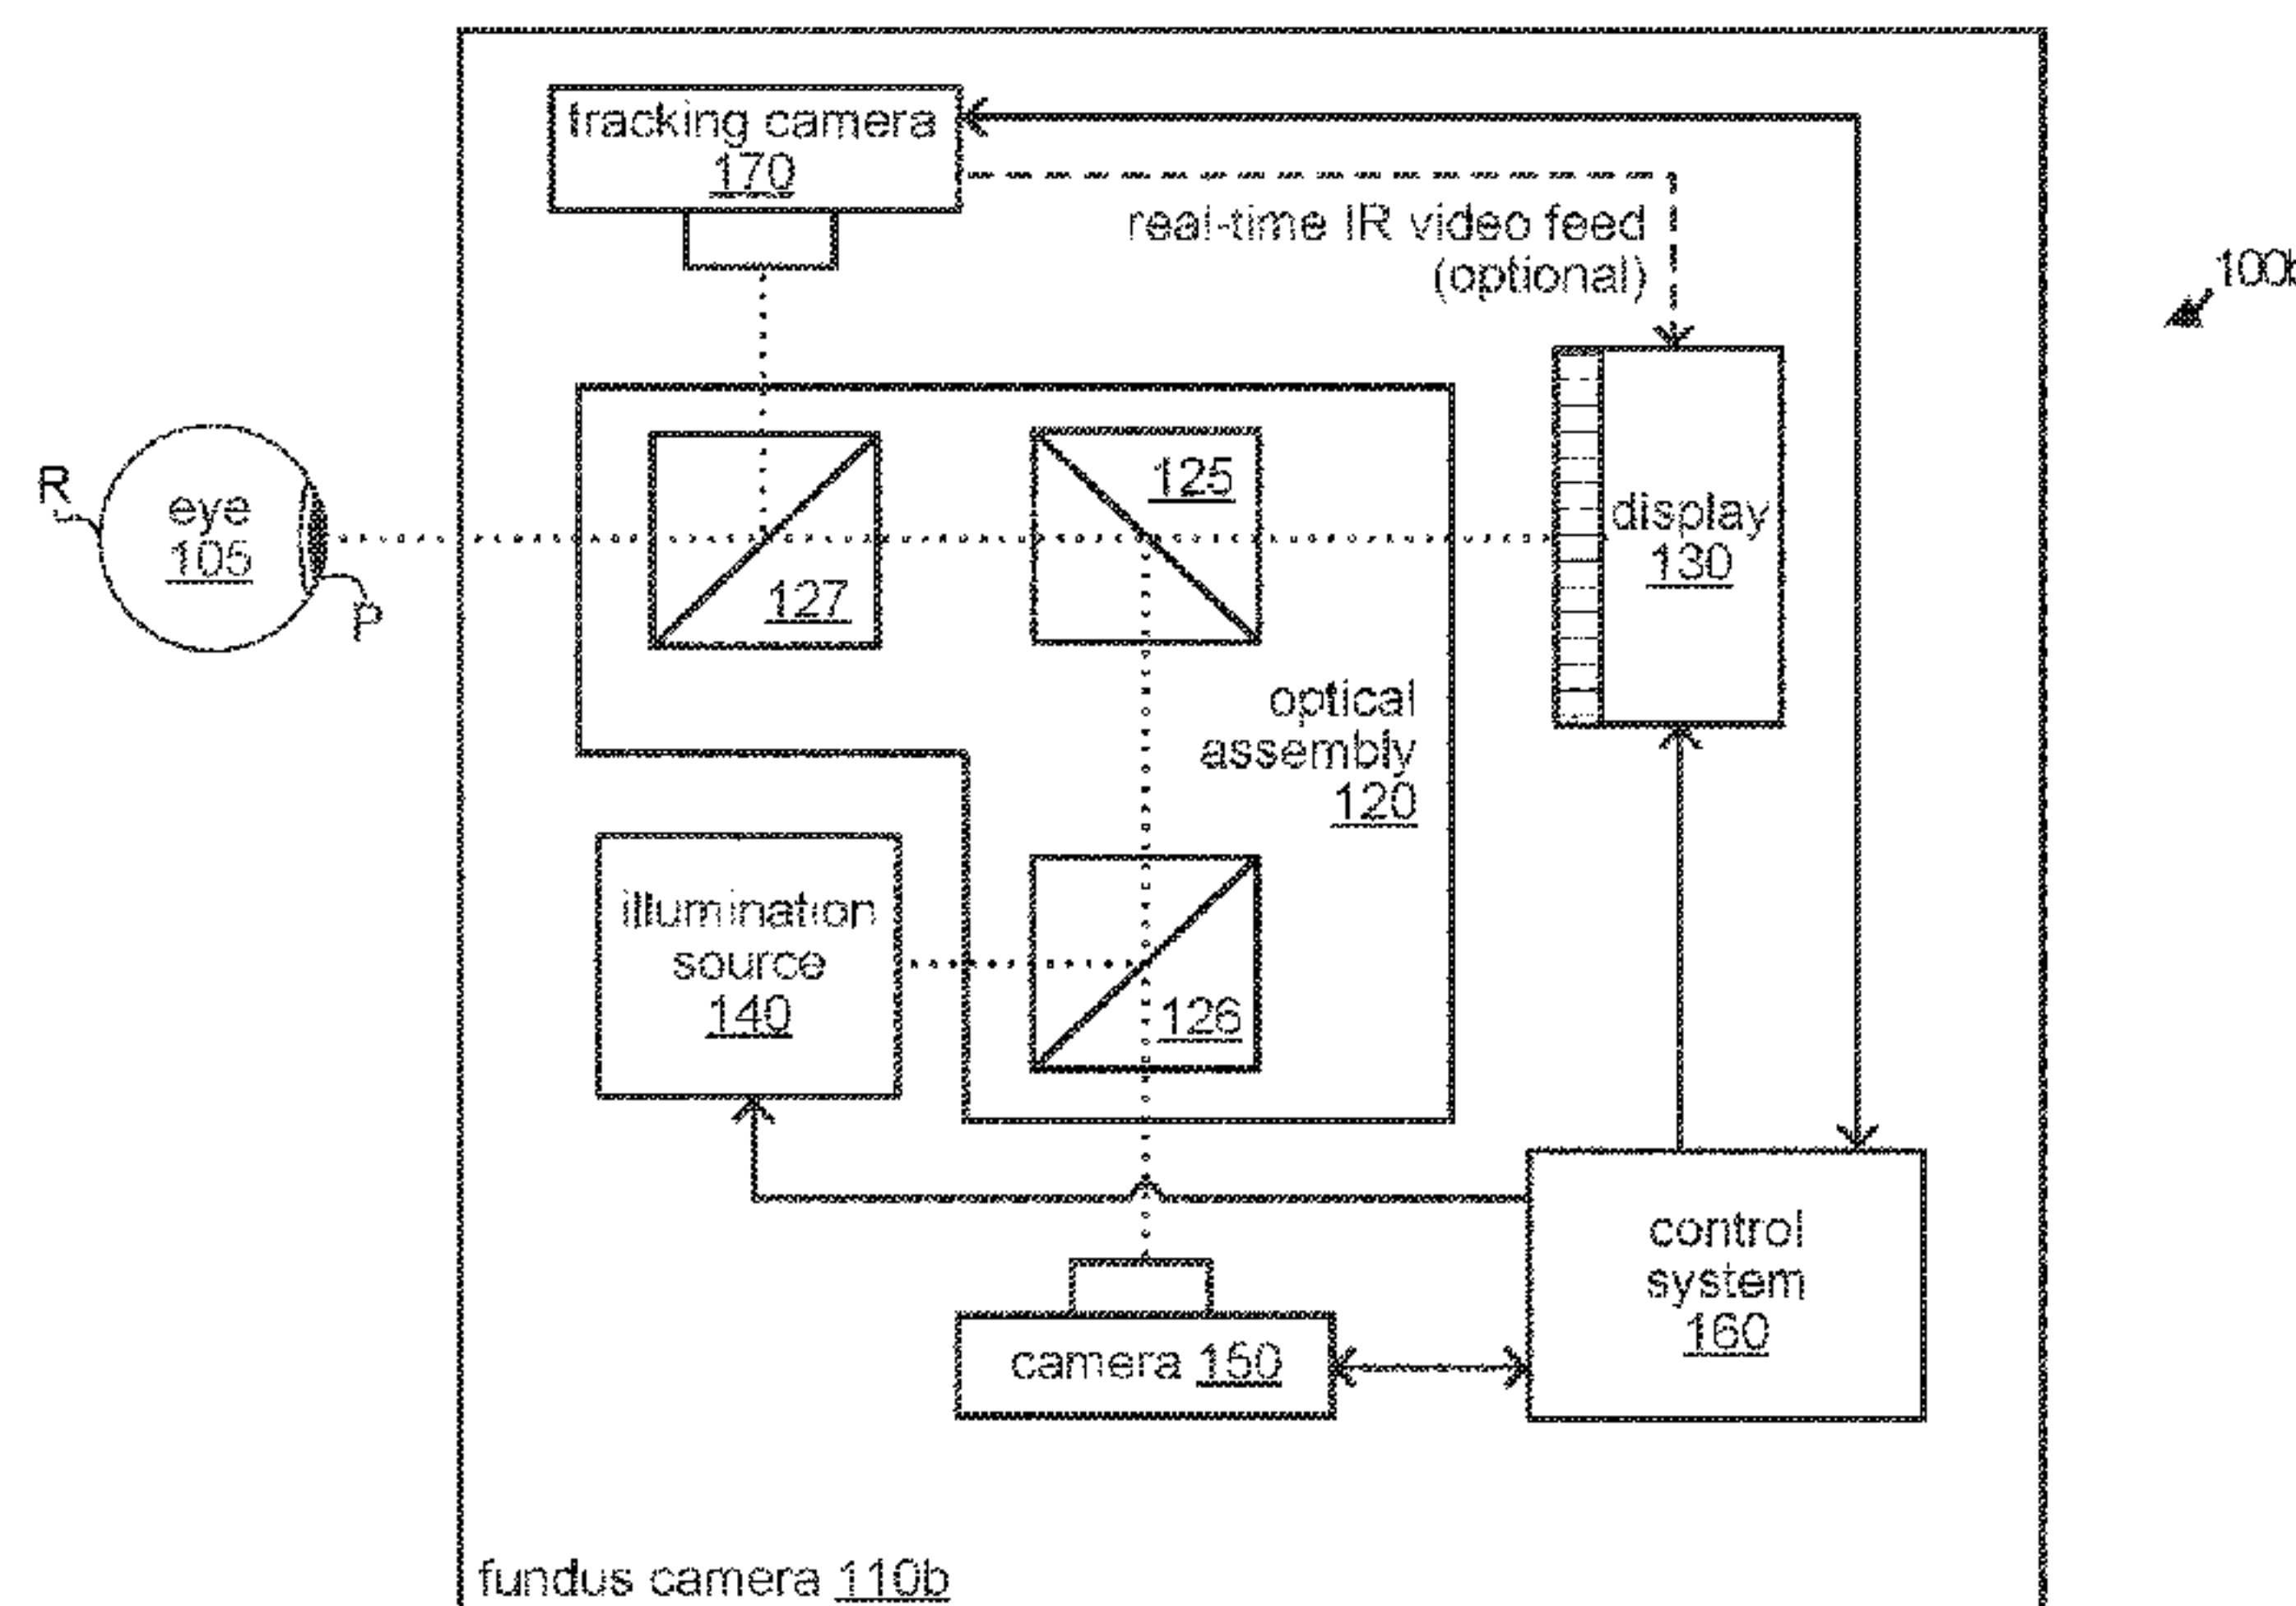 tracking camera
170
real-time IR video feed
(optional)
100b
R
eye
105
P
127
125
display
130
optical
assembly
120
illumination
source
140
126
control
system
160
camera 150
fundus camera 110b